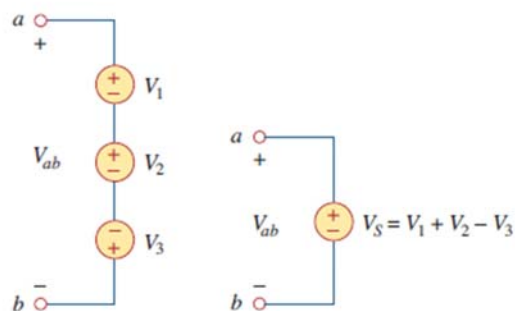 a
+
+
−
V1
Vab
+
−
V2
−
+
V3
−
b
a
+
Vab
+
−
VS = V1 + V2 − V3
−
b